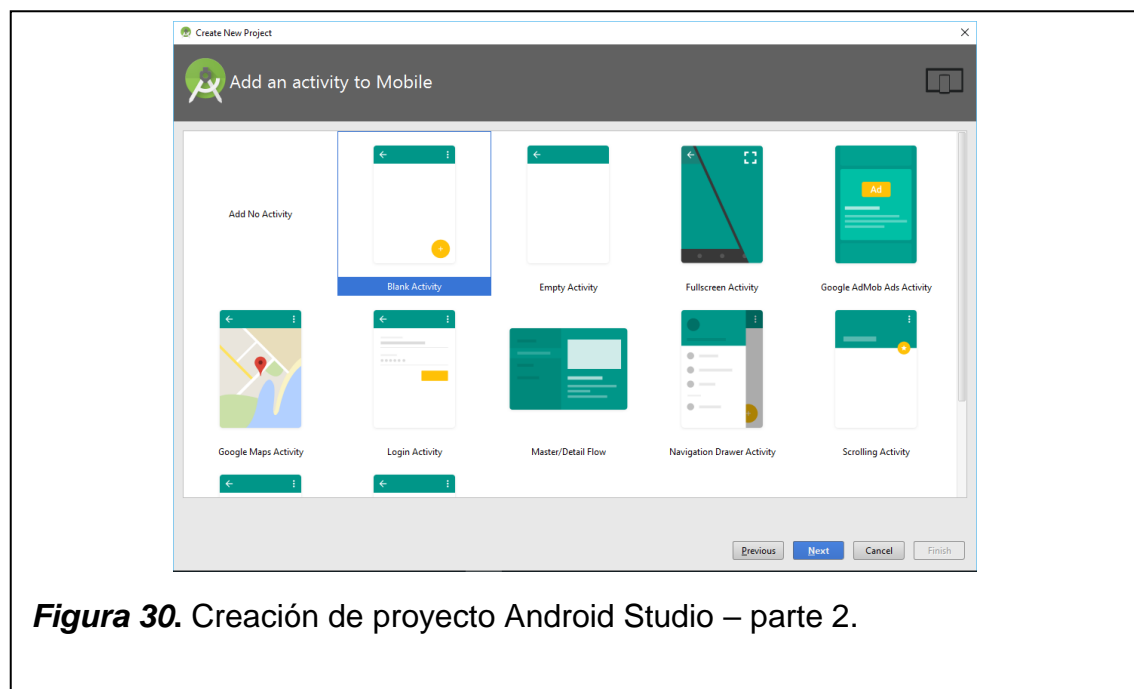 Create New Project
Add an activity to Mobile
Add No Activity
Ad
Blank Activity
Empty Activity
Fullscreen Activity
Google AdMob Ads Activity
Google Maps Activity
Login Activity
Master/Detail Flow
Navigation Drawer Activity
Scrolling Activity
Previous
Next
Cancel
Finish
Figura 30. Creación de proyecto Android Studio – parte 2.